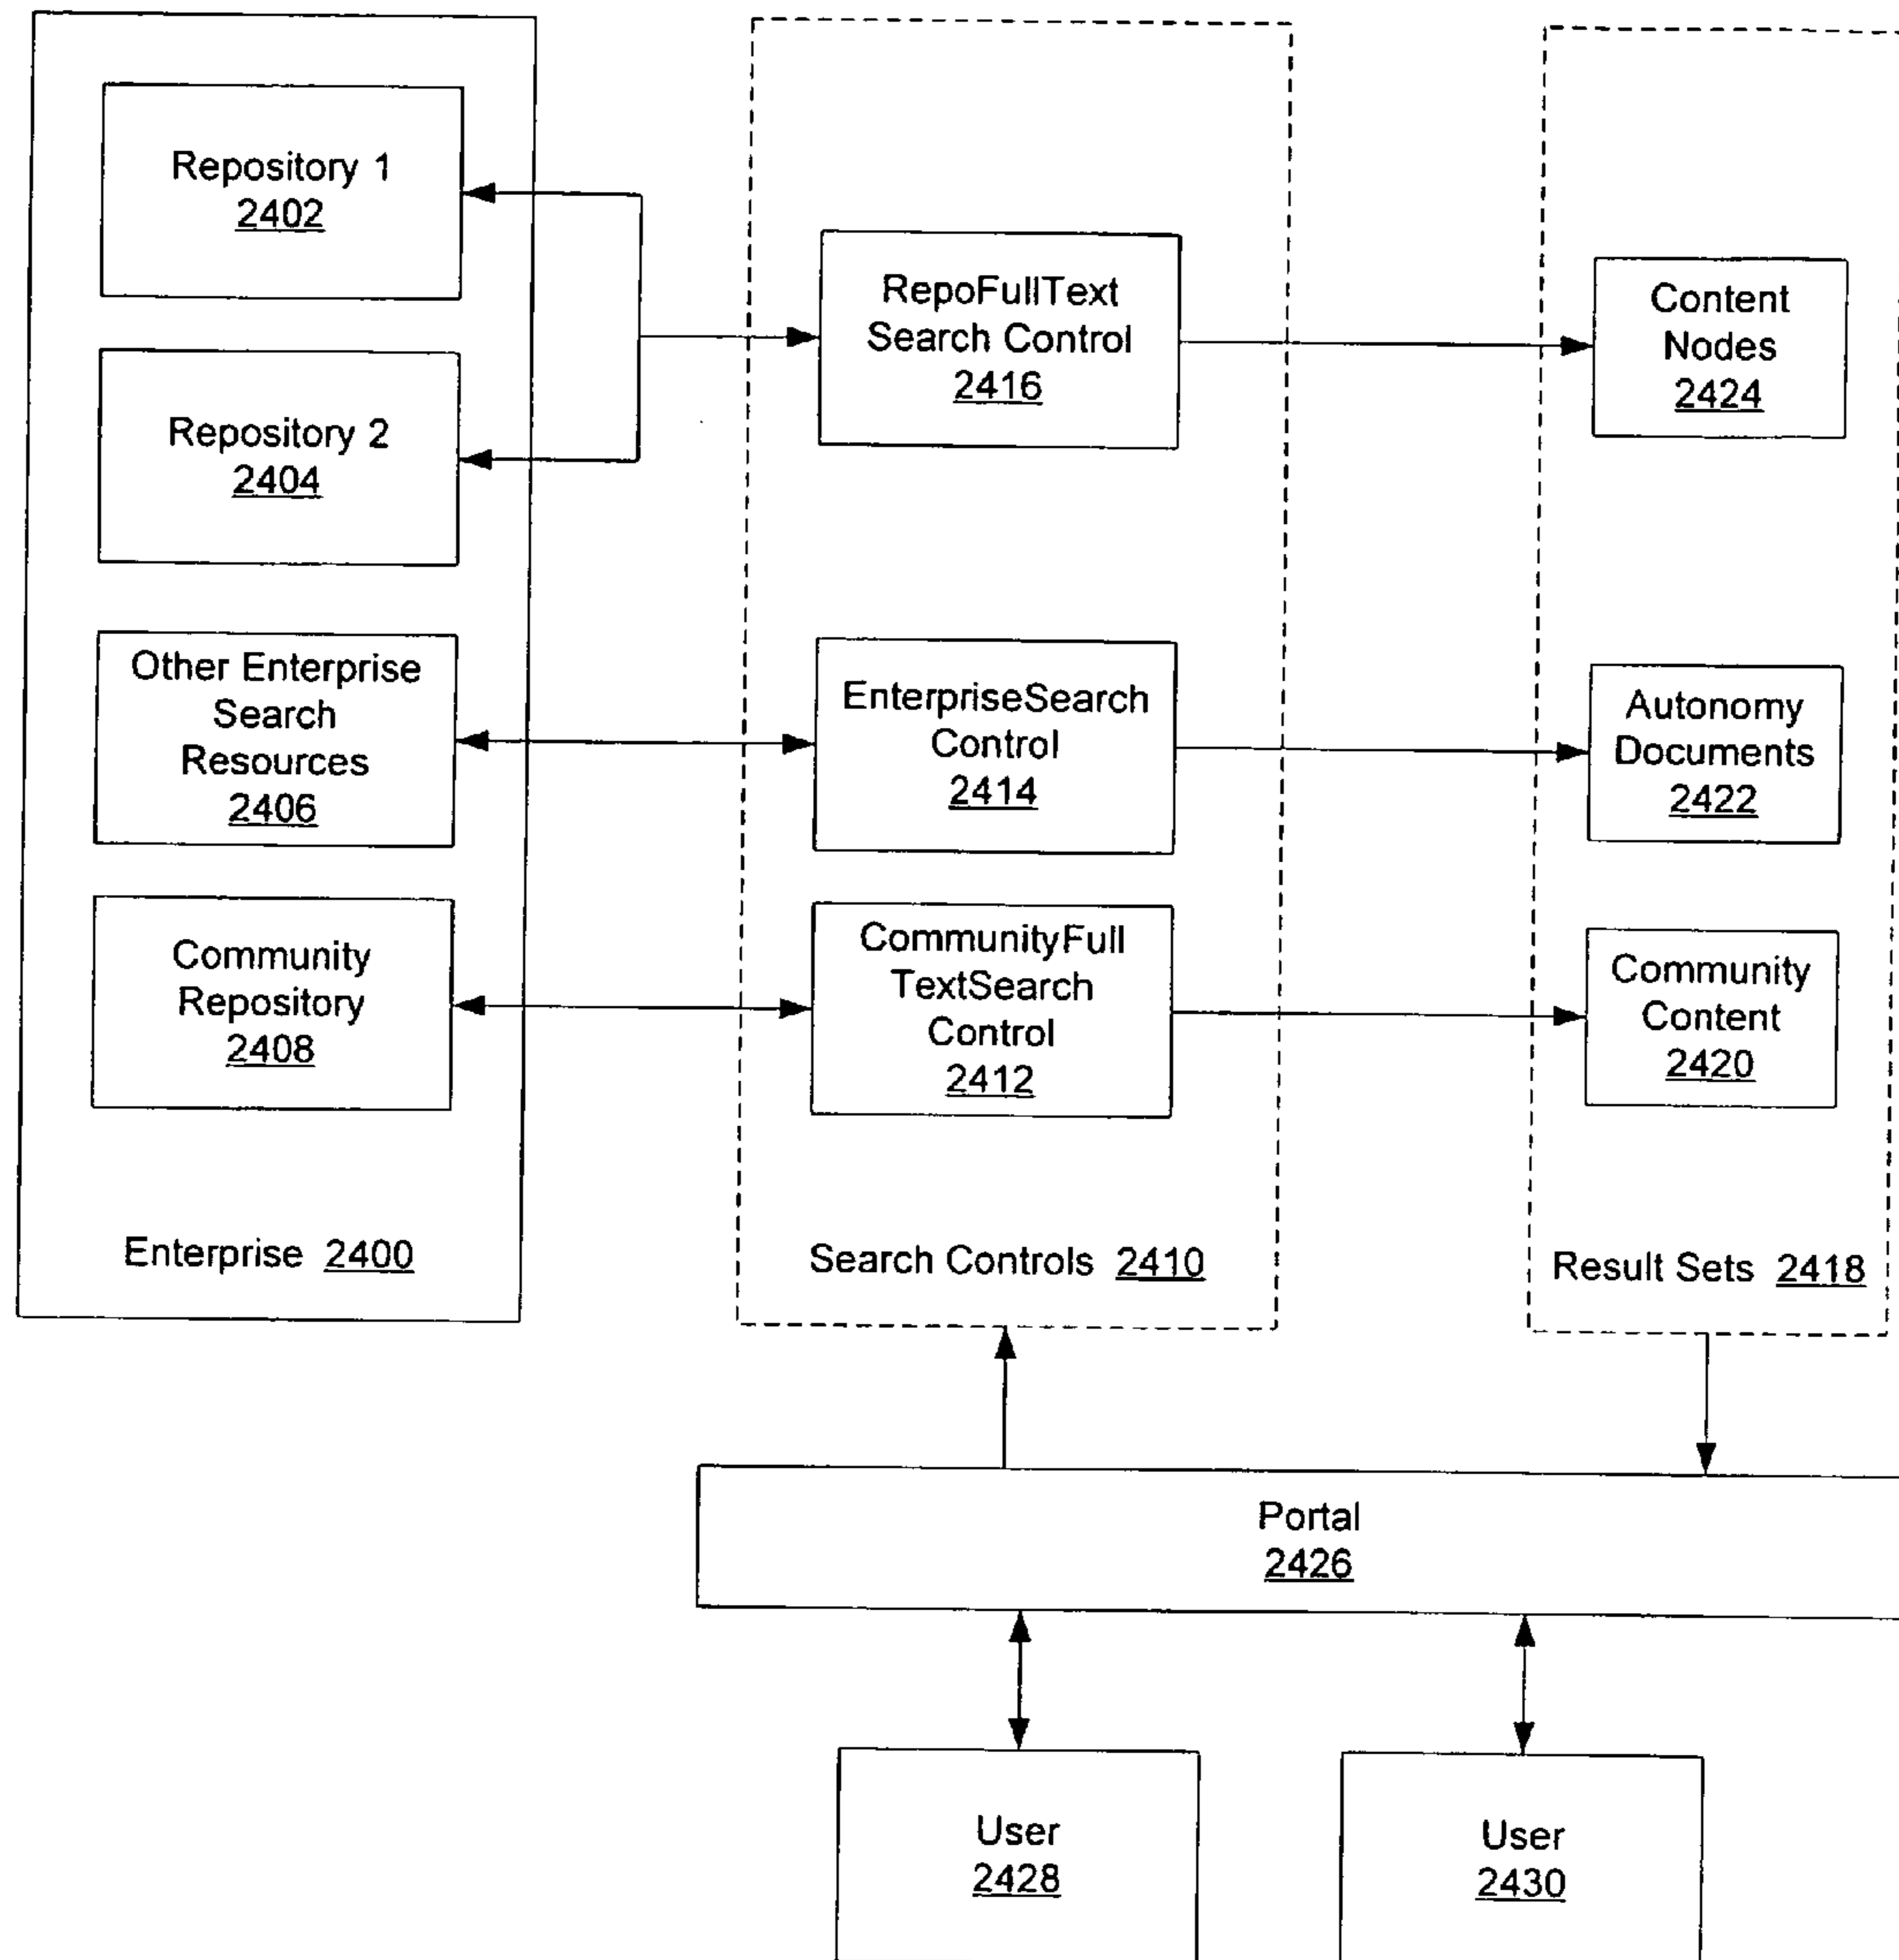 Repository 1
2402
Repository 2
2404
Other Enterprise
Search
Resources
2406
Community
Repository
2408
Enterprise 2400
RepoFullText
Search Control
2416
EnterpriseSearch
Control
2414
CommunityFull
TextSearch
Control
2412
Search Controls 2410
Content
Nodes
2424
Autonomy
Documents
2422
Community
Content
2420
Result Sets 2418
Portal
2426
User
2428
User
2430